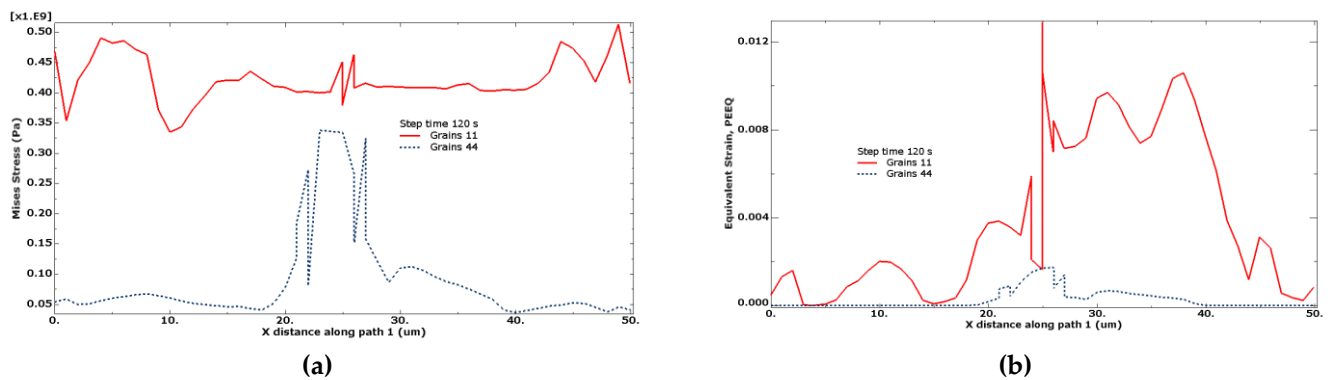 [x1.E9]
0.50
0.45
0.40
0.35
0.30
0.25
0.20
0.15
0.10
0.05
Mises Stress (Pa)
Step time 120 s
Grains 11
Grains 44
0. 10. 20. 30. 40. 50.
X distance along path 1 (um)
(a)
0.012
0.008
0.004
0.000
Equivalent Strain, PEEQ
Step time 120 s
Grains 11
Grains 44
0. 10. 20. 30. 40. 50.
X distance along path 1 (um)
(b)